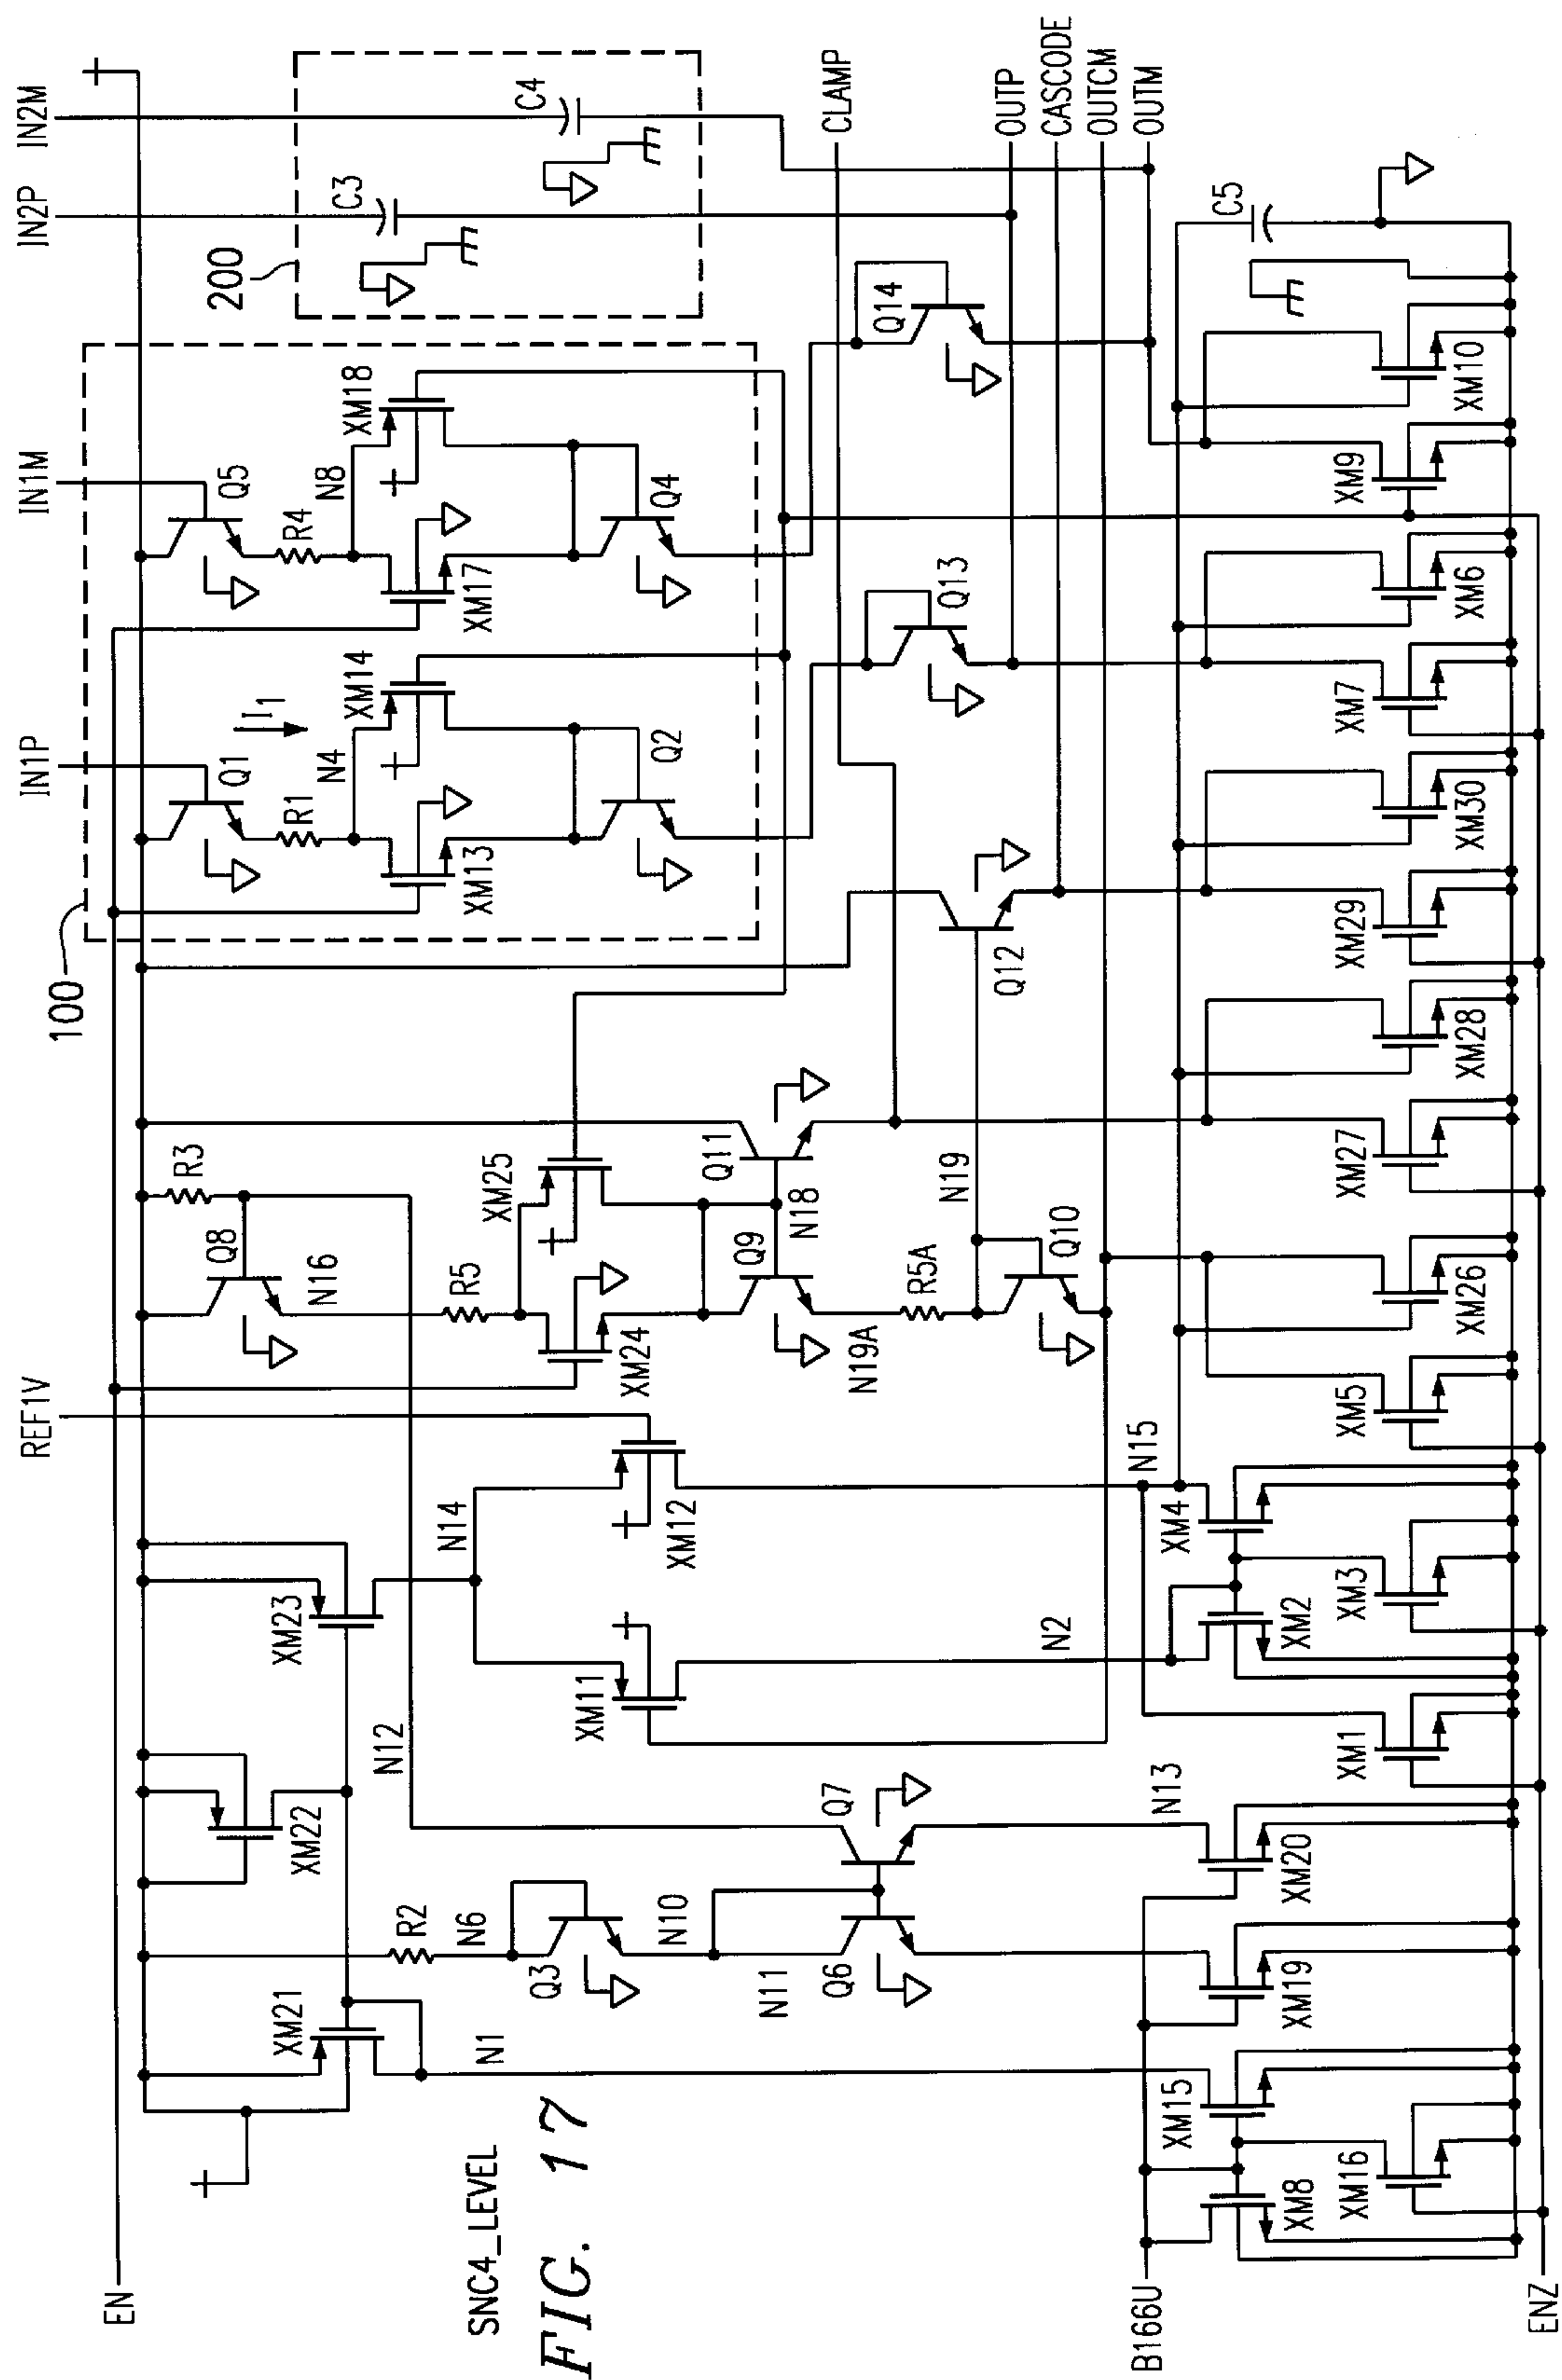 EN
REF1V
IN1P
IN1M
IN2P
IN2M
100
200
XM21
XM22
XM23
R3
Q8
N16
Q1
I1
R1
N4
XM14
XM13
Q2
Q5
R4
N8
XM18
XM17
Q4
C3
C4
N1
R2
N6
Q3
N10
N12
N14
XM11
XM12
R5
XM25
XM24
Q9
Q11
N18
N19A
R5A
N19
Q10
Q12
Q13
Q14
CLAMP
OUTP
CASCODE
OUTCM
OUTM
N11
Q6
Q7
N13
N2
N15
SNC4_LEVEL
FIG. 17
B166U
XM8
XM15
XM16
XM19
XM20
XM1
XM2
XM3
XM4
XM5
XM26
XM27
XM28
XM29
XM30
XM7
XM6
XM9
XM10
C5
ENZ